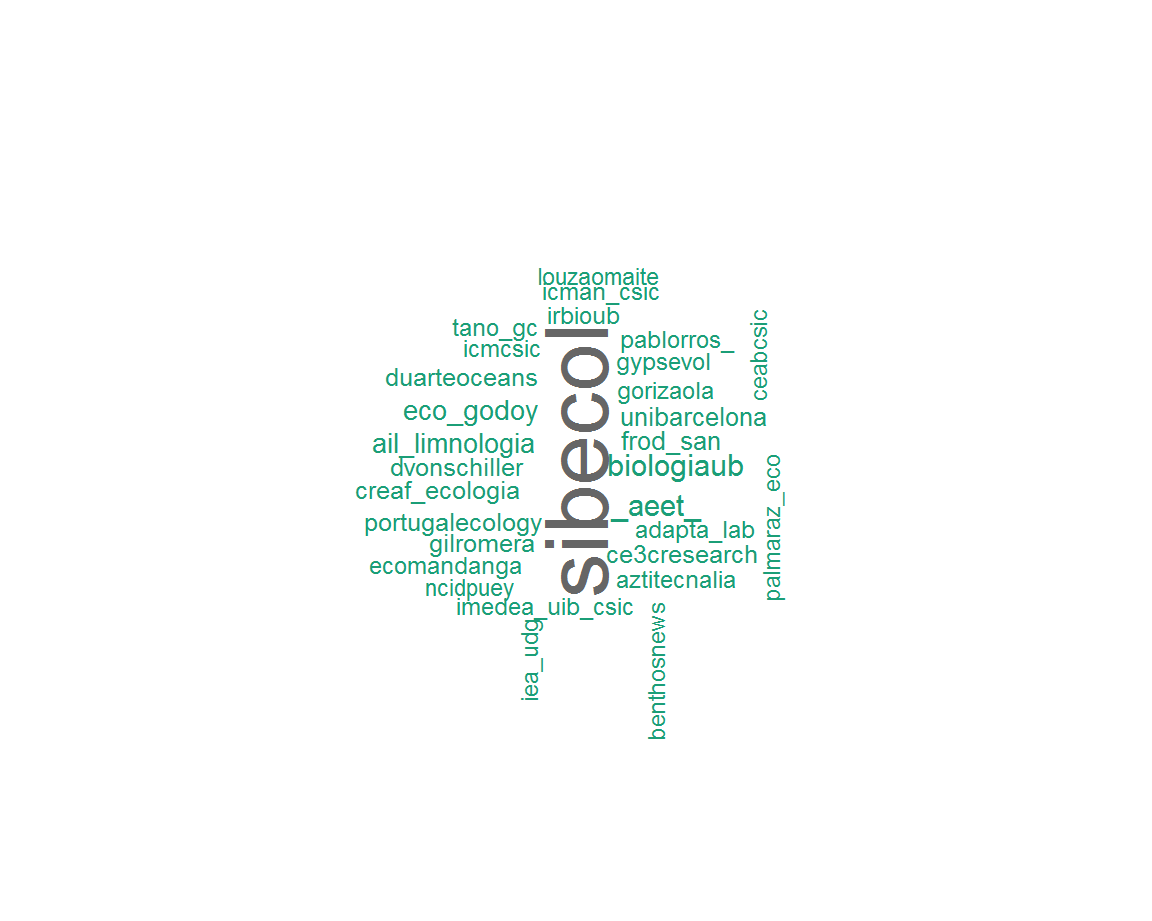 louzaomaite
icman_csic
irbioub
tano_gc
icmcsic
pablorros_
gypsevol
ceabcsic
duarteoceans
gorizaola
eco_godoy
unibarcelona
ail_limnologia
frod_san
dvonschiller
biologiaub
creaf_ecologia
sibecol
_aeet_
portugalecology
adapta_lab
palmaraz_eco
gilromera
ce3cresearch
ecomandanga
aztitecnalia
ncidpuey
imedea_uib_csic
iea_udg
benthosnews